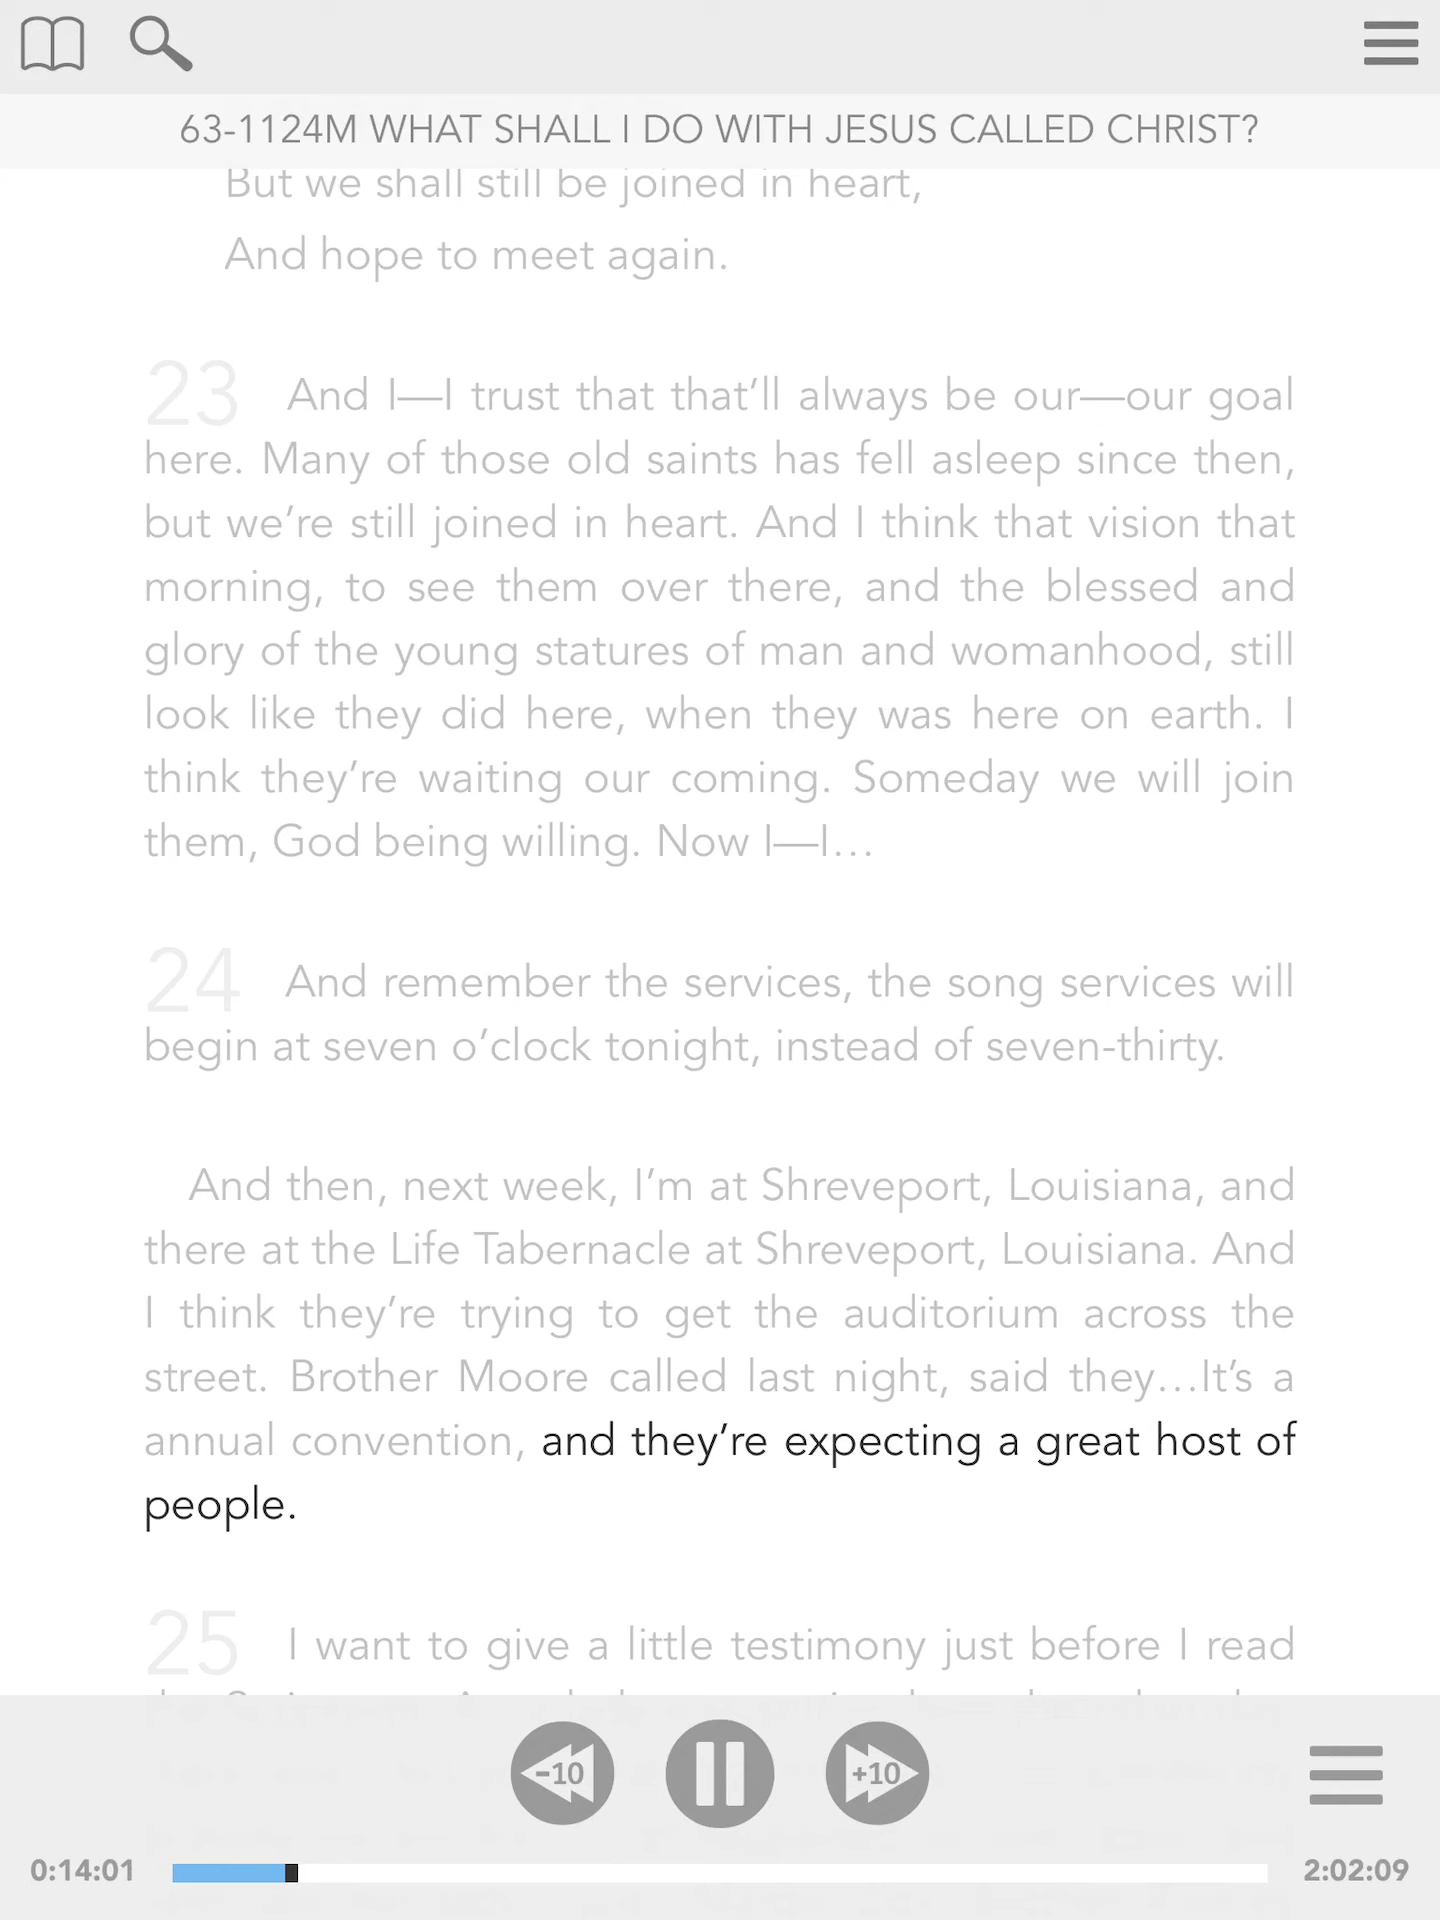 63-1124M WHAT SHALL I DO WITH JESUS CALLED CHRIST?
But we shall still be joined in heart,
And hope to meet again.
23 And I—I trust that that’ll always be our—our goal
here. Many of those old saints has fell asleep since then,
but we’re still joined in heart. And I think that vision that
morning, to see them over there, and the blessed and
glory of the young statures of man and womanhood, still
look like they did here, when they was here on earth. I
think they’re waiting our coming. Someday we will join
them, God being willing. Now I—I…
24 And remember the services, the song services will
begin at seven o’clock tonight, instead of seven-thirty.
And then, next week, I’m at Shreveport, Louisiana, and
there at the Life Tabernacle at Shreveport, Louisiana. And
I think they’re trying to get the auditorium across the
street. Brother Moore called last night, said they…It’s a
annual convention, and they’re expecting a great host of
people.
25 I want to give a little testimony just before I read
-10 +10
0:14:01 2:02:09